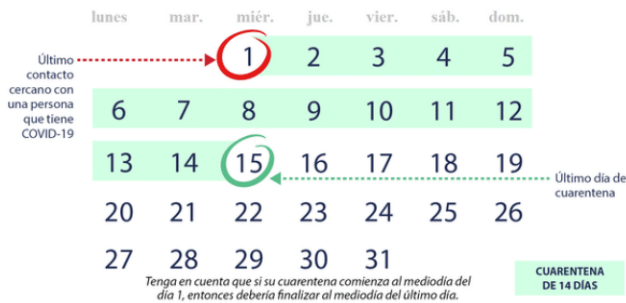 lunes mar. miér. jue. vier. sáb. dom.
Último
contacto
cercano con
una persona
que tiene
COVID-19
1 2 3 4 5
6 7 8 9 10 11 12
13 14 15 16 17 18 19
Último día de
cuarentena
20 21 22 23 24 25 26
27 28 29 30 31
Tenga en cuenta que si su cuarentena comienza al mediodía del
día 1, entonces debería finalizar al mediodía del último día.
CUARENTENA
DE 14 DÍAS